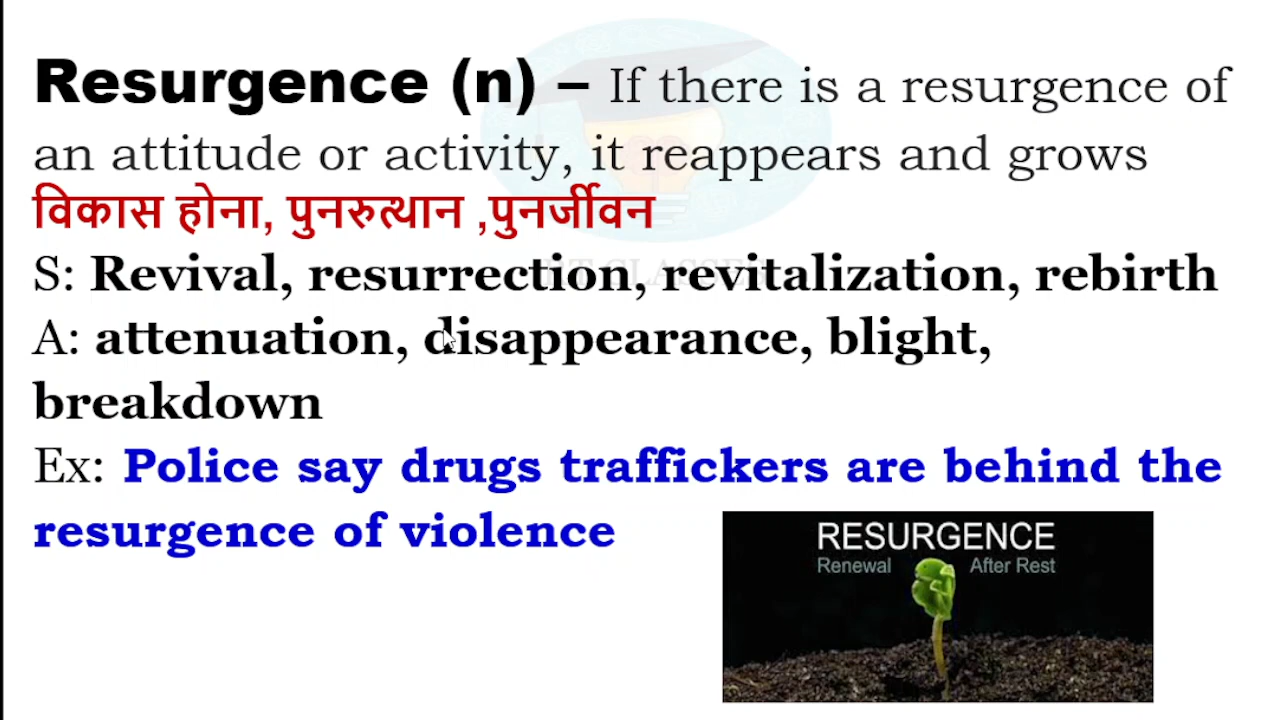 Resurgence (n) – If there is a resurgence of
an attitude or activity, it reappears and grows
विकास होना, पुनरुत्थान ,पुनर्जीवन
S: Revival, resurrection, revitalization, rebirth
A: attenuation, disappearance, blight,
breakdown
Ex: Police say drugs traffickers are behind the
resurgence of violence
RESURGENCE
Renewal After Rest